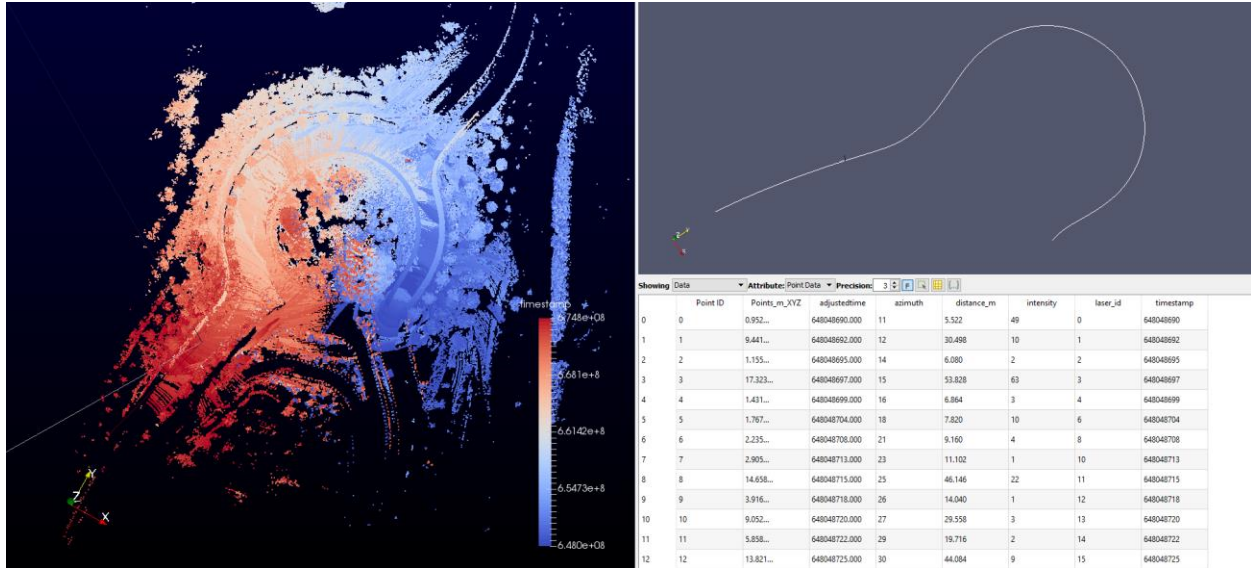 timestamp
6.748e+08
6.681e+8
6.6142e+8
6.5473e+8
6.480e+08
Y
Z
X
Showing Data Attribute: Point Data Precision: 3 F
Point ID Points_m_XYZ adjustedtime azimuth distance_m intensity laser_id timestamp
0 0 0.952... 648048690.000 11 5.522 49 0 648048690
1 1 9.441... 648048692.000 12 30.498 10 1 648048692
2 2 1.155... 648048695.000 14 6.080 2 2 648048695
3 3 17.323... 648048697.000 15 53.828 63 3 648048697
4 4 1.431... 648048699.000 16 6.864 3 4 648048699
5 5 1.767... 648048704.000 18 7.820 10 6 648048704
6 6 2.235... 648048708.000 21 9.160 4 8 648048708
7 7 2.905... 648048713.000 23 11.102 1 10 648048713
8 8 14.658... 648048715.000 25 46.146 22 11 648048715
9 9 3.916... 648048718.000 26 14.040 1 12 648048718
10 10 9.052... 648048720.000 27 29.558 3 13 648048720
11 11 5.858... 648048722.000 29 19.716 2 14 648048722
12 12 13.821... 648048725.000 30 44.084 9 15 648048725